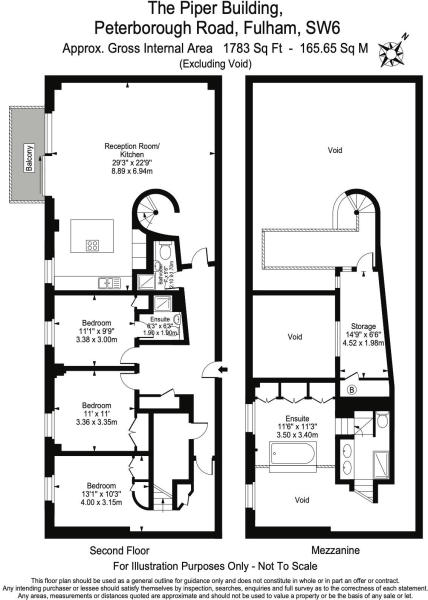 The Piper Building,
Peterborough Road, Fulham, SW6
Approx. Gross Internal Area 1783 Sq Ft - 165.65 Sq M
(Excluding Void)
N
Balcony
Reception Room/
Kitchen
29'3" x 22'9"
8.89 x 6.94m
Void
Bathroom
Ensuite
6'3" x 6'3"
1.90 x 1.90m
Bedroom
11'1" x 9'9"
3.38 x 3.00m
Void
Storage
14'9" x 6'6"
4.52 x 1.98m
B
Bedroom
11' x 11'
3.36 x 3.35m
Ensuite
11'6" x 11'3"
3.50 x 3.40m
Bedroom
13'1" x 10'3"
4.00 x 3.15m
Void
Second Floor
Mezzanine
For Illustration Purposes Only - Not To Scale
This floor plan should be used as a general outline for guidance only and does not constitute in whole or in part an offer or contract.
Any intending purchaser or lessee should satisfy themselves by inspection, searches, enquiries and full survey as to the correctness of each statement.
Any areas, measurements or distances quoted are approximate and should not be used to value a property or be the basis of any sale or let.